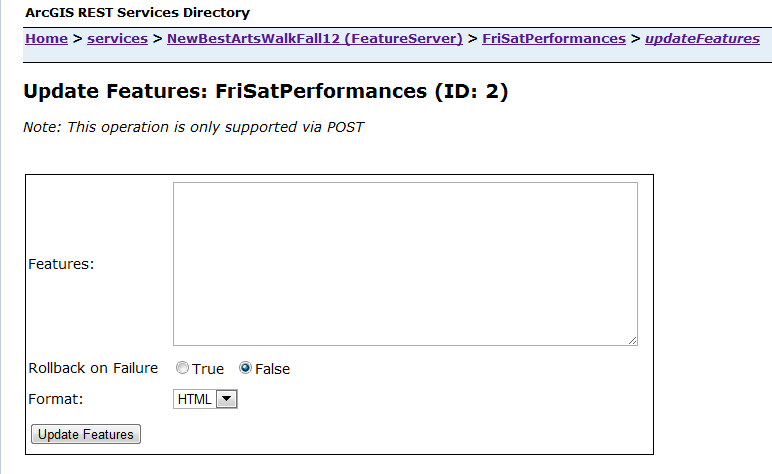 ArcGIS REST Services Directory
Home > services > NewBestArtsWalkFall12 (FeatureServer) > FriSatPerformances > updateFeatures
Update Features: FriSatPerformances (ID: 2)
Note: This operation is only supported via POST
Features:
Rollback on Failure True False
Format: HTML
Update Features